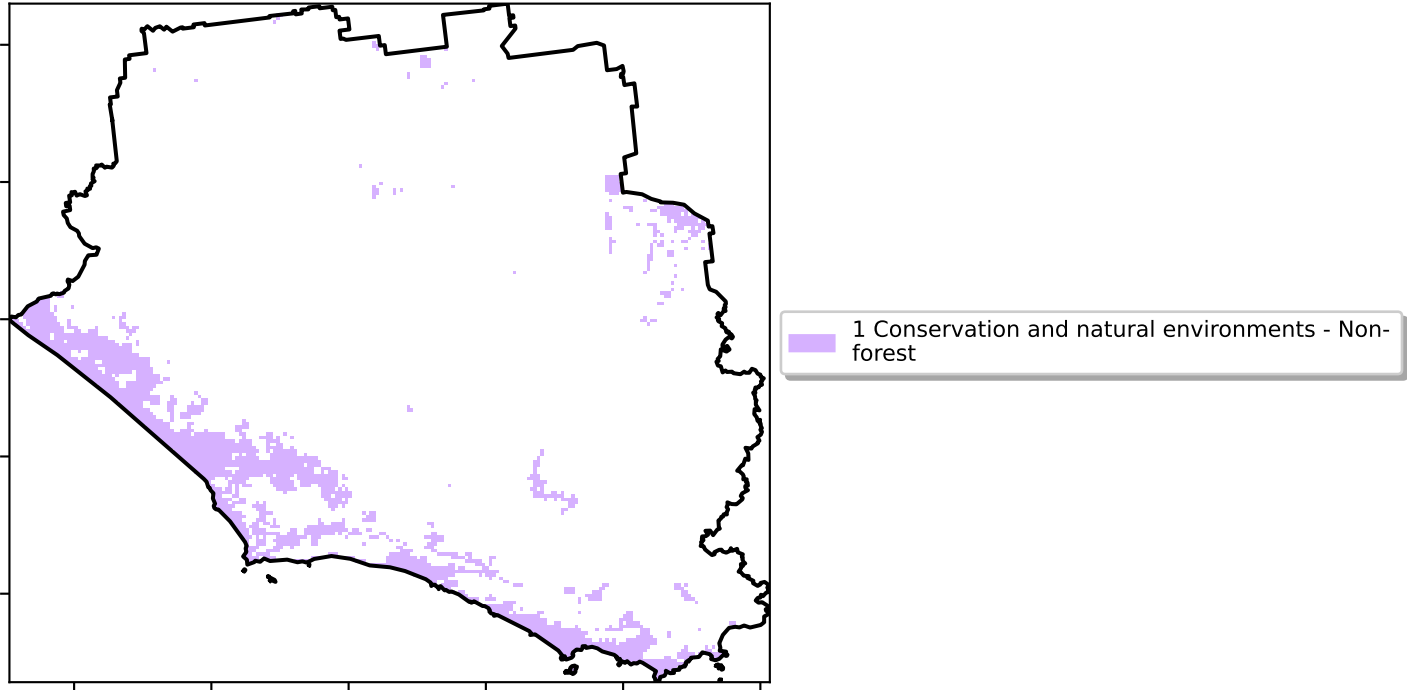 1 Conservation and natural environments - Non-
forest